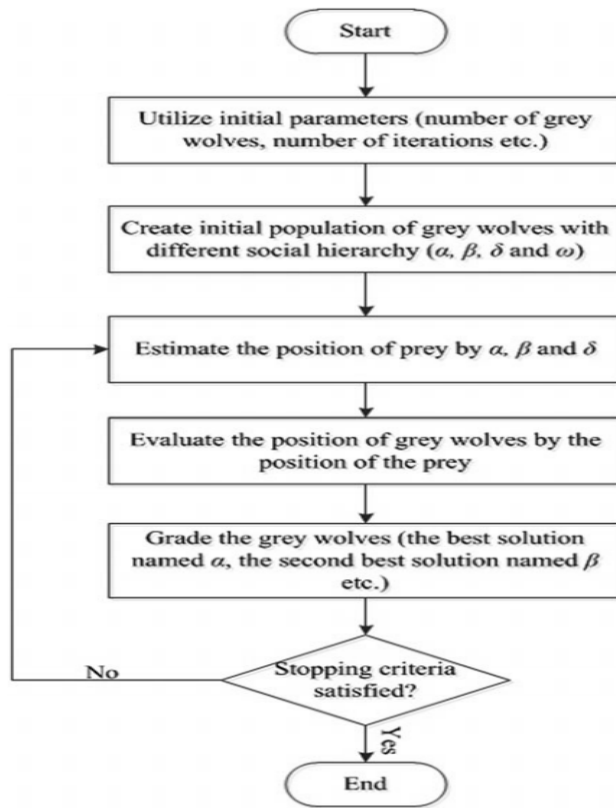 Start
Utilize initial parameters (number of grey
wolves, number of iterations etc.)
Create initial population of grey wolves with
different social hierarchy (α, β, δ and ω)
Estimate the position of prey by α, β and δ
Evaluate the position of grey wolves by the
position of the prey
Grade the grey wolves (the best solution
named α, the second best solution named β
etc.)
Stopping criteria
satisfied?
No
Yes
End